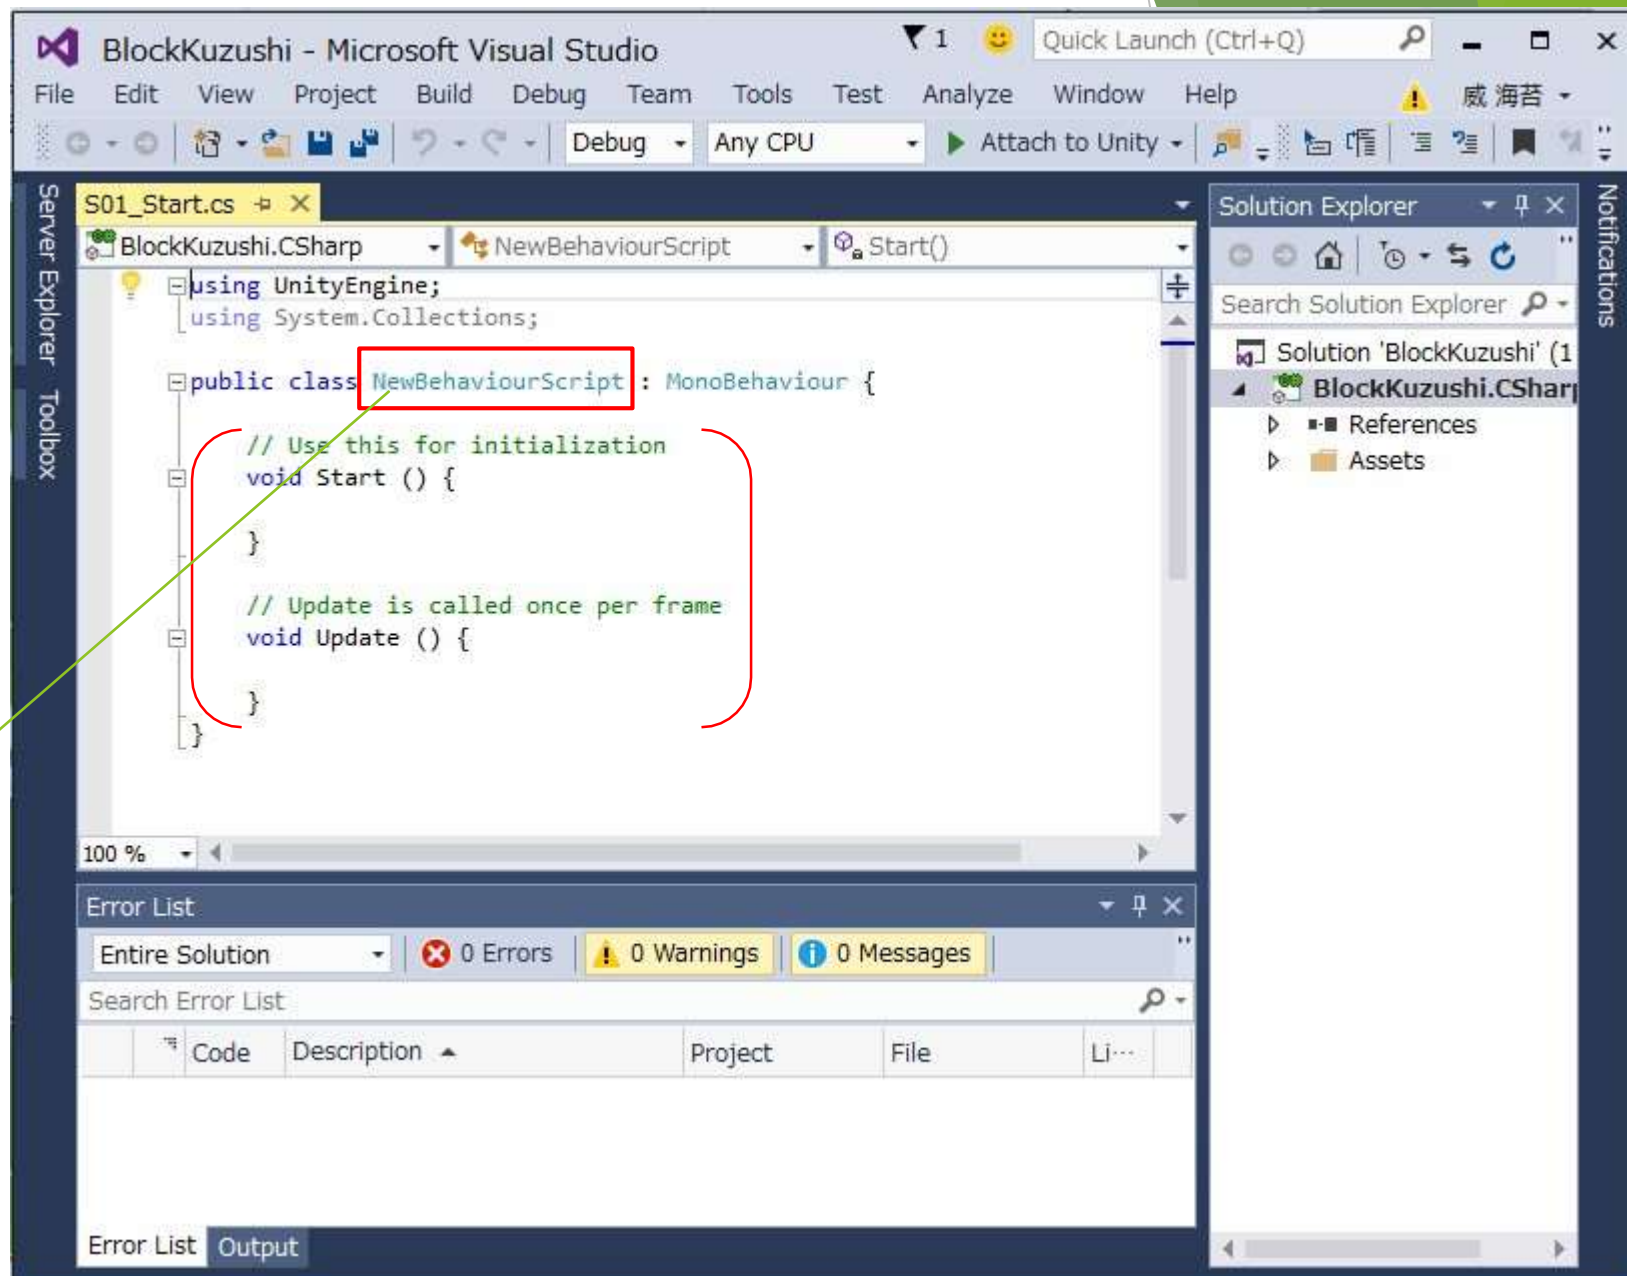 BlockKuzushi - Microsoft Visual Studio
1
Quick Launch (Ctrl+Q)
File Edit View Project Build Debug Team Tools Test Analyze Window Help
威 海苔
Debug Any CPU Attach to Unity
Server Explorer
Toolbox
S01_Start.cs
BlockKuzushi.CSharp NewBehaviourScript Start()
using UnityEngine;
using System.Collections;
public class NewBehaviourScript : MonoBehaviour {
// Use this for initialization
void Start () {
}
// Update is called once per frame
void Update () {
}
}
100 %
Solution Explorer
Search Solution Explorer
Solution 'BlockKuzushi' (1
BlockKuzushi.CSharp
References
Assets
Notifications
Error List
Entire Solution 0 Errors 0 Warnings 0 Messages
Search Error List
Code Description Project File Li…
Error List Output